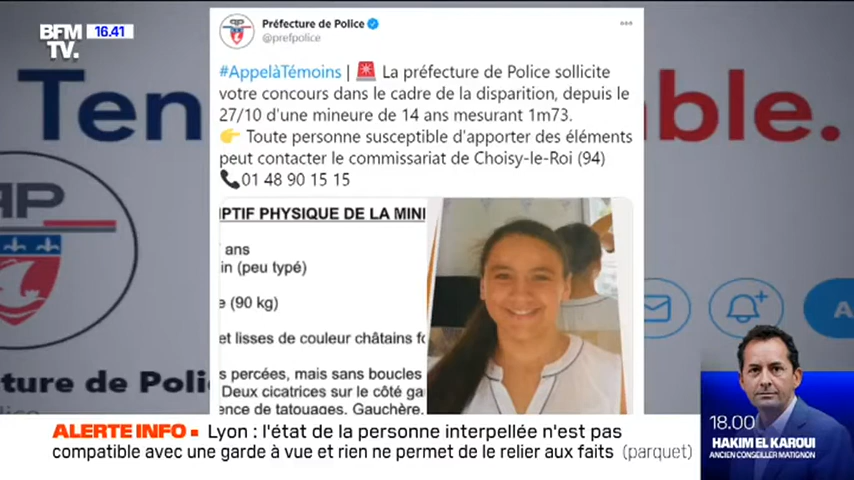 BFM
TV.
16.41
Préfecture de Police
@prefpolice
#AppelàTémoins | 🚨 La préfecture de Police sollicite
votre concours dans le cadre de la disparition, depuis le
27/10 d'une mineure de 14 ans mesurant 1m73.
👉 Toute personne susceptible d'apporter des éléments
peut contacter le commissariat de Choisy-le-Roi (94)
📞01 48 90 15 15
PTIF PHYSIQUE DE LA MINI
ans
in (peu typé)
e (90 kg)
et lisses de couleur châtains fo
s percées, mais sans boucles
Deux cicatrices sur le côté ga
ence de tatouages. Gauchère.
Ten
ble.
AP
ture de Poli
A
ALERTE INFO
Lyon : l'état de la personne interpellée n'est pas
compatible avec une garde à vue et rien ne permet de le relier aux faits (parquet)
18.00
HAKIM EL KAROUI
ANCIEN CONSEILLER MATIGNON